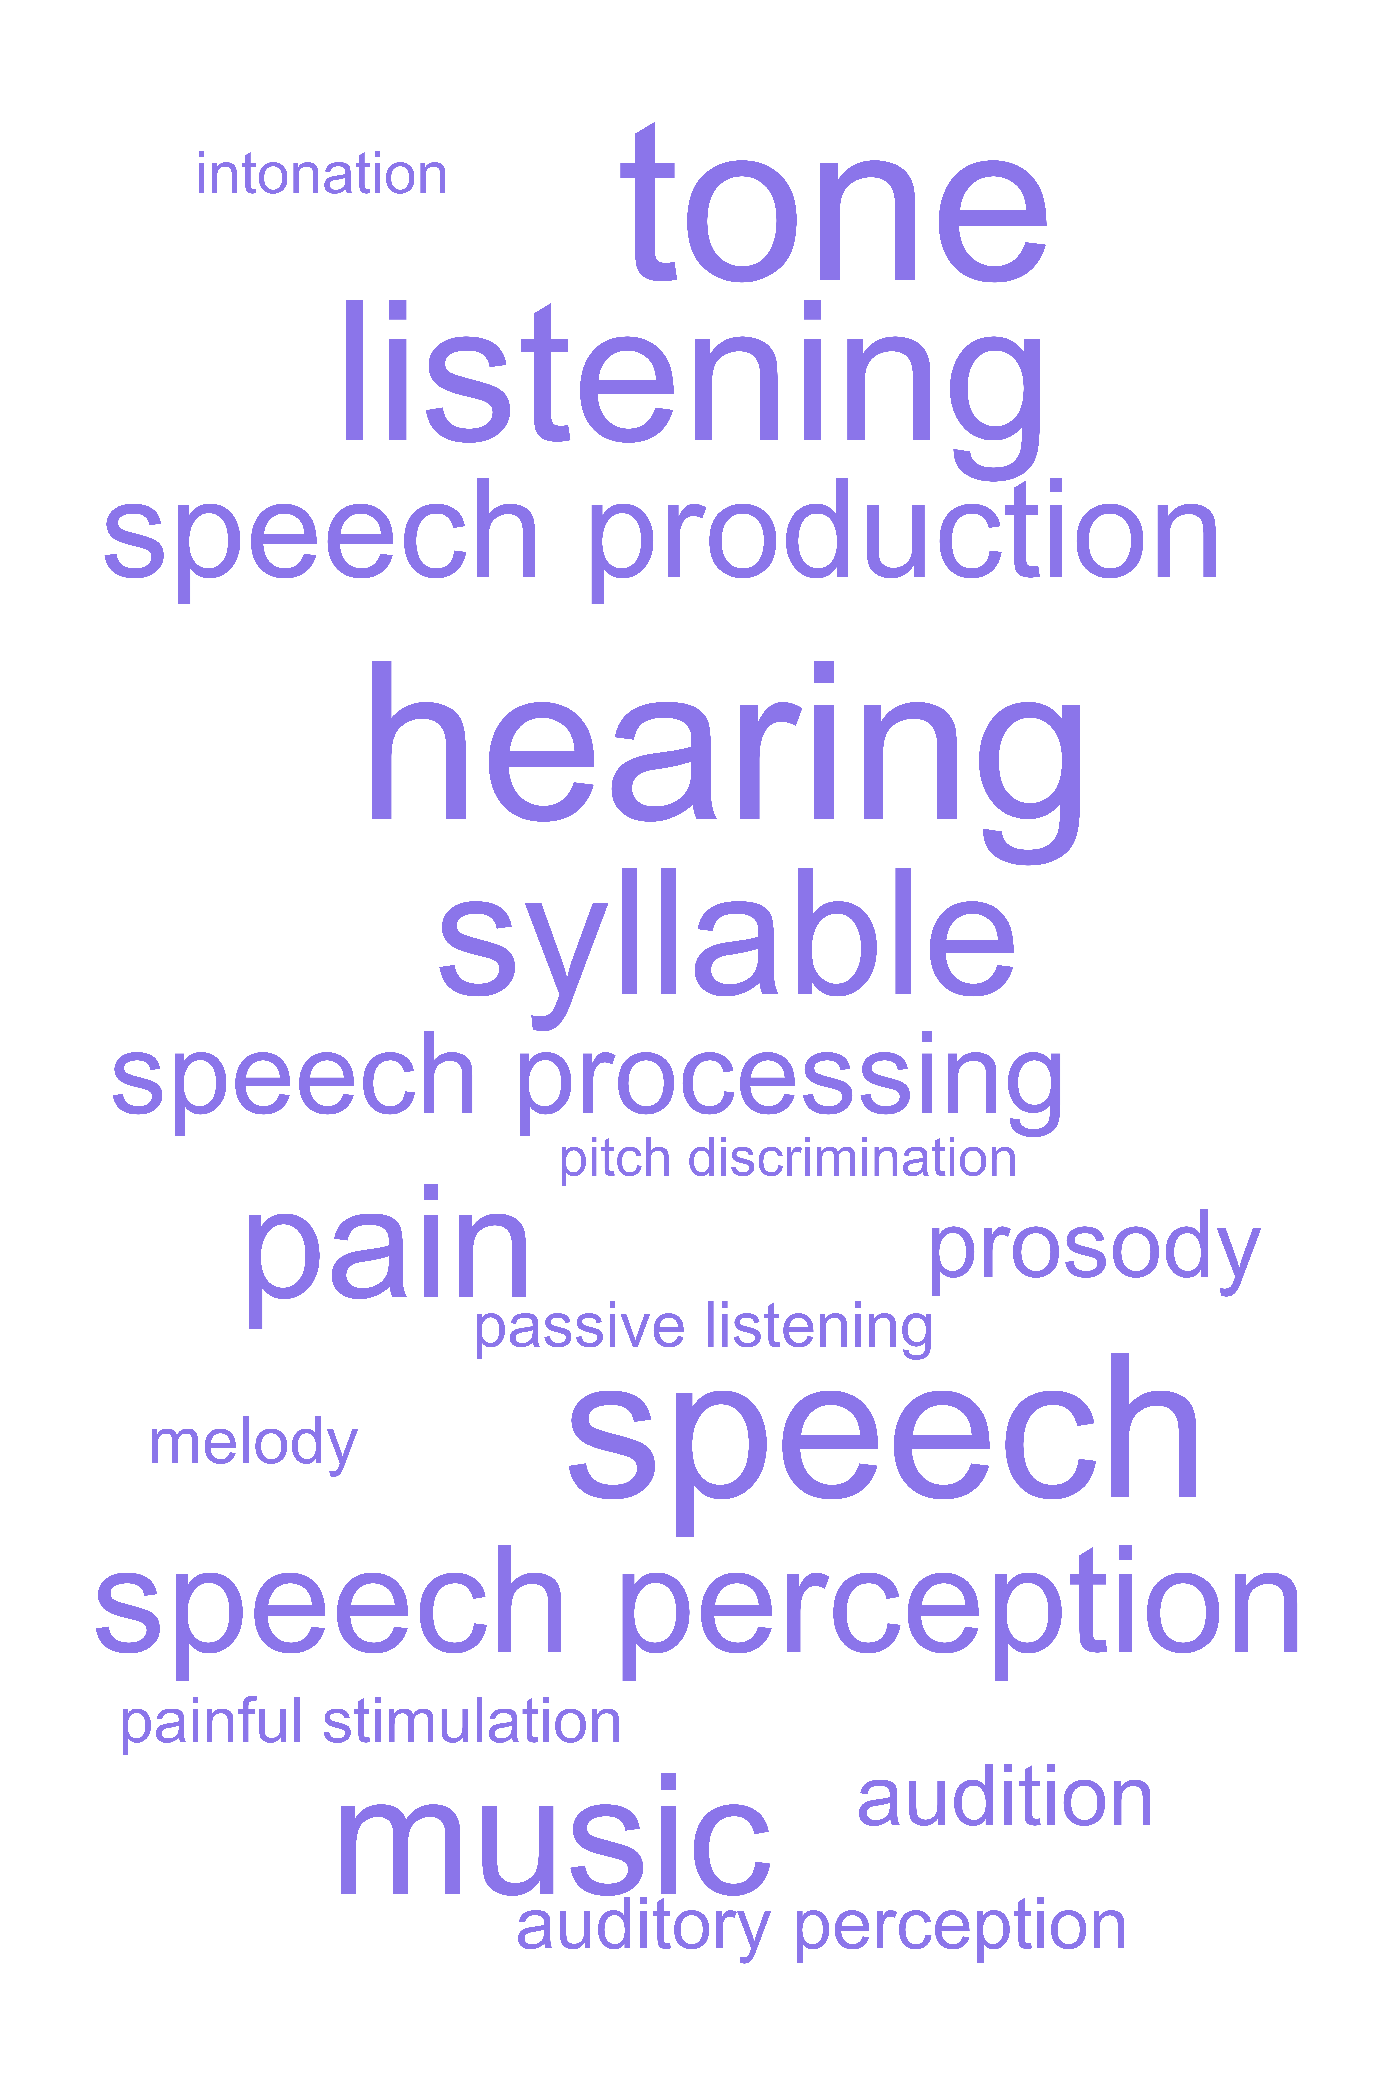 intonation
tone
listening
speech production
hearing
syllable
speech processing
pitch discrimination
pain
prosody
passive listening
speech
melody
speech perception
painful stimulation
audition
music
auditory perception